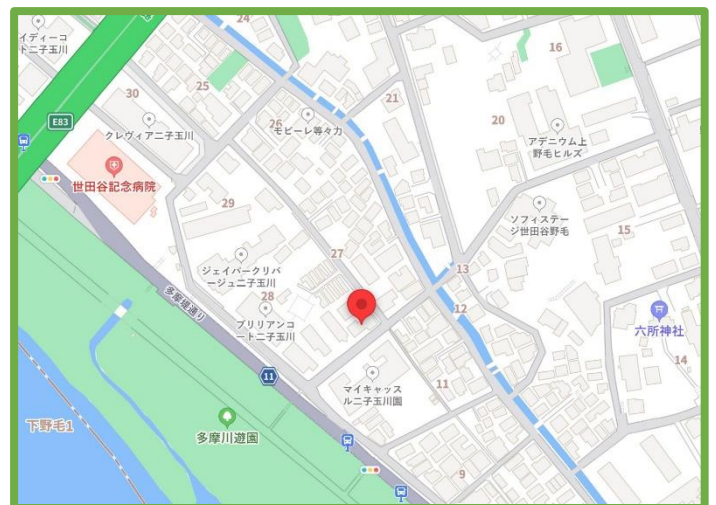 24
イディーコ
ト二子玉川
16
25
30
E83
クレヴィア二子玉川
26
モビーレ等々力
21
20
アデニウム上
野毛ヒルズ
世田谷記念病院
29
ソフィステー
ジ世田谷野毛
15
27
ジェイパークリバ
ージュ二子玉川
13
28
多摩堤通り
12
ブリリアンコ
ート二子玉川
六所神社
14
11
マイキャッス
ル二子玉川園
11
下野毛1
多摩川遊園
9